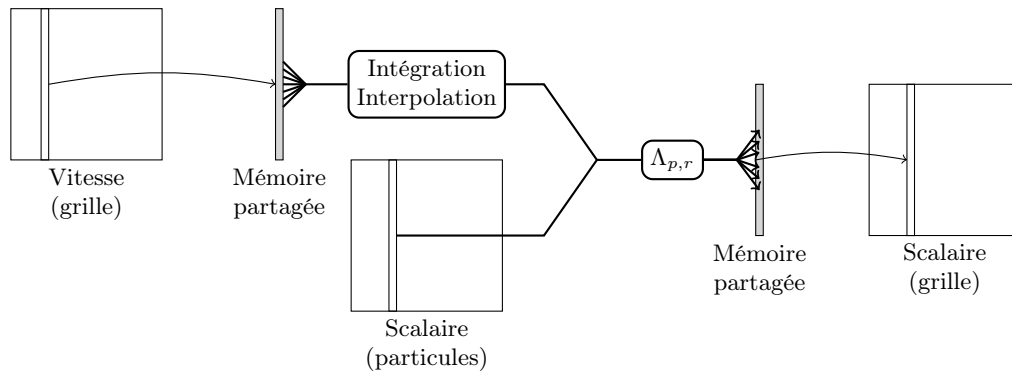 Vitesse
(grille)
Mémoire
partagée
Intégration
Interpolation
Scalaire
(particules)
Λ_{p,r}
Mémoire
partagée
Scalaire
(grille)